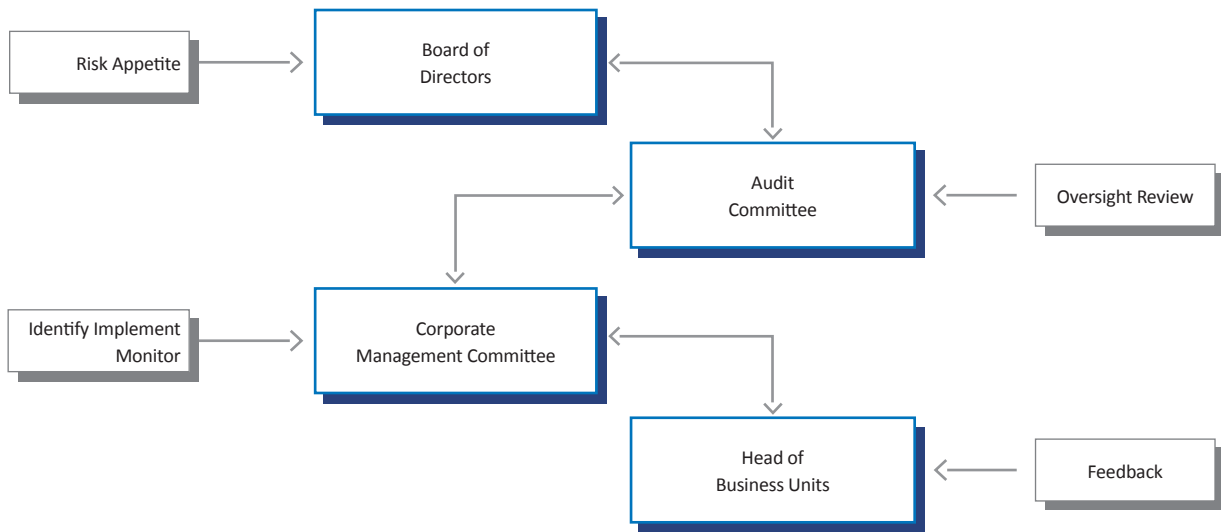 Risk Appetite
Board of
Directors
Audit
Committee
Oversight Review
Identify Implement
Monitor
Corporate
Management Committee
Head of
Business Units
Feedback